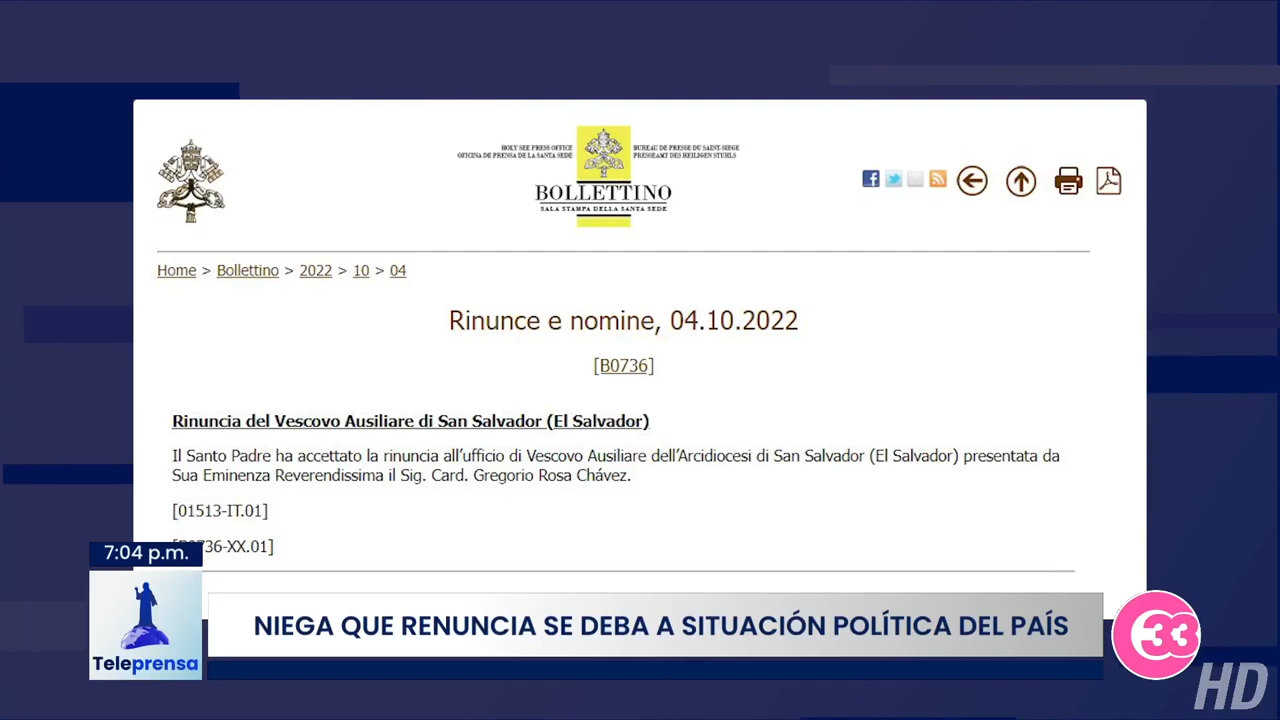 HOLY SEE PRESS OFFICE
OFICINA DE PRENSA DE LA SANTA SEDE
BUREAU DE PRESSE DU SAINT-SIEGE
PRESSEAMT DES HEILIGEN STUHLS
BOLLETTINO
SALA STAMPA DELLA SANTA SEDE
Home > Bollettino > 2022 > 10 > 04
Rinunce e nomine, 04.10.2022
[B0736]
Rinuncia del Vescovo Ausiliare di San Salvador (El Salvador)
Il Santo Padre ha accettato la rinuncia all'ufficio di Vescovo Ausiliare dell'Arcidiocesi di San Salvador (El Salvador) presentata da
Sua Eminenza Reverendissima il Sig. Card. Gregorio Rosa Chávez.
[01513-IT.01]
736-XX.01]
7:04 p.m.
NIEGA QUE RENUNCIA SE DEBA A SITUACIÓN POLÍTICA DEL PAÍS
Teleprensa
33
HD